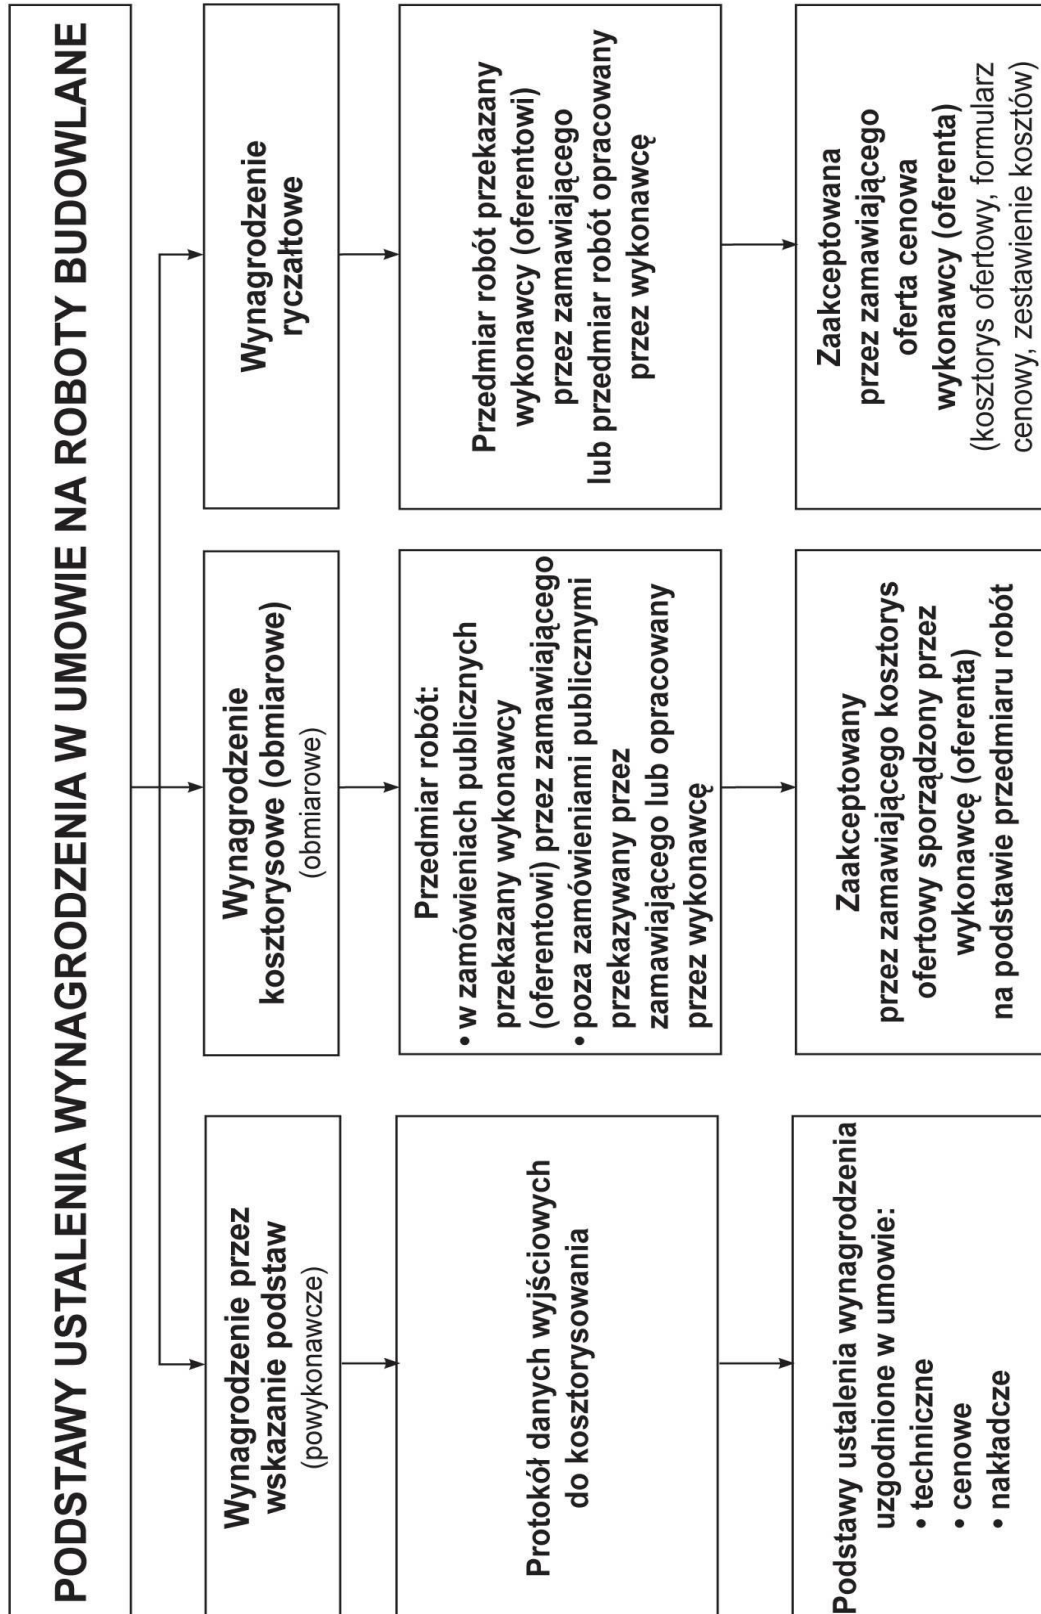 PODSTAWY USTALENIA WYNAGRODZENIA W UMOWIE NA ROBOTY BUDOWLANE
Wynagrodzenie przez
wskazanie podstaw
(powykonawcze)
Protokół danych wyjściowych
do kosztorysowania
Podstawy ustalenia wynagrodzenia
uzgodnione w umowie:
• techniczne
• cenowe
• nakładcze
Wynagrodzenie
kosztorysowe (obmiarowe)
(obmiarowe)
Przedmiar robót:
• w zamówieniach publicznych
przekazany wykonawcy
(oferentowi) przez zamawiającego
• poza zamówieniami publicznymi
przekazywany przez
zamawiającego lub opracowany
przez wykonawcę
Zaakceptowany
przez zamawiającego kosztorys
ofertowy sporządzony przez
wykonawcę (oferenta)
na podstawie przedmiaru robót
Wynagrodzenie
ryczałtowe
Przedmiar robót przekazany
wykonawcy (oferentowi)
przez zamawiającego
lub przedmiar robót opracowany
przez wykonawcę
Zaakceptowana
przez zamawiającego
oferta cenowa
wykonawcy (oferenta)
(kosztorys ofertowy, formularz
cenowy, zestawienie kosztów)